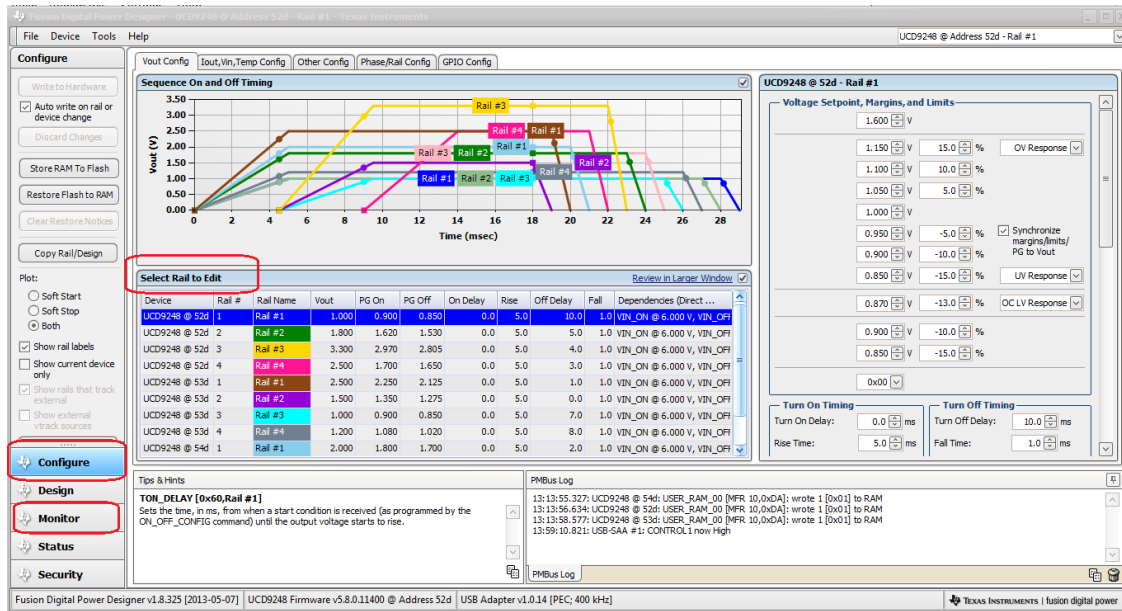 Fusion Digital Power Designer - UCD9248 @ Address 52d - Rail #1 - Texas Instruments
File Device Tools Help
UCD9248 @ Address 52d - Rail #1
Configure
Write to Hardware
Auto write on rail or
device change
Discard Changes
Store RAM To Flash
Restore Flash to RAM
Clear Restore Notices
Copy Rail/Design
Plot:
Soft Start
Soft Stop
Both
Show rail labels
Show current device
only
Show rails that track
external
Show external
vtrack sources
Configure
Design
Monitor
Status
Security
Vout Config Iout,Vin,Temp Config Other Config Phase/Rail Config GPIO Config
Sequence On and Off Timing
Vout (V)
3.50
3.00
2.50
2.00
1.50
1.00
0.50
0.00
Rail #3
Rail #4 Rail #1
Rail #3 Rail #2 Rail #1
Rail #4 Rail #2
Rail #1 Rail #2 Rail #3
0 2 4 6 8 10 12 14 16 18 20 22 24 26 28
Time (msec)
Select Rail to Edit Review in Larger Window
Device Rail # Rail Name Vout PG On PG Off On Delay Rise Off Delay Fall Dependencies (Direct ...
UCD9248 @ 52d 1 Rail #1 1.000 0.900 0.850 0.0 5.0 10.0 1.0 VIN_ON @ 6.000 V, VIN_OFF
UCD9248 @ 52d 2 Rail #2 1.800 1.620 1.530 0.0 5.0 5.0 1.0 VIN_ON @ 6.000 V, VIN_OFF
UCD9248 @ 52d 3 Rail #3 3.300 2.970 2.805 0.0 5.0 4.0 1.0 VIN_ON @ 6.000 V, VIN_OFF
UCD9248 @ 52d 4 Rail #4 2.500 1.700 1.650 0.0 5.0 3.0 1.0 VIN_ON @ 6.000 V, VIN_OFF
UCD9248 @ 53d 1 Rail #1 2.500 2.250 2.125 0.0 5.0 1.0 1.0 VIN_ON @ 6.000 V, VIN_OFF
UCD9248 @ 53d 2 Rail #2 1.500 1.350 1.275 0.0 5.0 0.0 1.0 VIN_ON @ 6.000 V, VIN_OFF
UCD9248 @ 53d 3 Rail #3 1.000 0.900 0.850 0.0 5.0 7.0 1.0 VIN_ON @ 6.000 V, VIN_OFF
UCD9248 @ 53d 4 Rail #4 1.200 1.080 1.020 0.0 5.0 8.0 1.0 VIN_ON @ 6.000 V, VIN_OFF
UCD9248 @ 54d 1 Rail #1 2.000 1.800 1.700 0.0 5.0 2.0 1.0 VIN_ON @ 6.000 V, VIN_OFF
UCD9248 @ 52d - Rail #1
Voltage Setpoint, Margins, and Limits
1.600 V
1.150 V 15.0 % OV Response
1.100 V 10.0 %
1.050 V 5.0 %
1.000 V
0.950 V -5.0 % Synchronize
margins/limits/
PG to Vout
0.900 V -10.0 %
0.850 V -15.0 % UV Response
0.870 V -13.0 % OC LV Response
0.900 V -10.0 %
0.850 V -15.0 %
0x00
Turn On Timing Turn Off Timing
Turn On Delay: 0.0 ms Turn Off Delay: 10.0 ms
Rise Time: 5.0 ms Fall Time: 1.0 ms
Tips & Hints
TON_DELAY [0x60,Rail #1]
Sets the time, in ms, from when a start condition is received (as programmed by the
ON_OFF_CONFIG command) until the output voltage starts to rise.
PMBus Log
13:13:55.327: UCD9248 @ 54d: USER_RAM_00 [MFR 10,0xDA]: wrote 1 [0x01] to RAM
13:13:56.634: UCD9248 @ 52d: USER_RAM_00 [MFR 10,0xDA]: wrote 1 [0x01] to RAM
13:13:58.577: UCD9248 @ 53d: USER_RAM_00 [MFR 10,0xDA]: wrote 1 [0x01] to RAM
13:59:10.821: USB-SAA #1: CONTROL1 now High
PMBus Log
Fusion Digital Power Designer v1.8.325 [2013-05-07] UCD9248 Firmware v5.8.0.11400 @ Address 52d USB Adapter v1.0.14 [PEC; 400 kHz] TEXAS INSTRUMENTS | fusion digital power